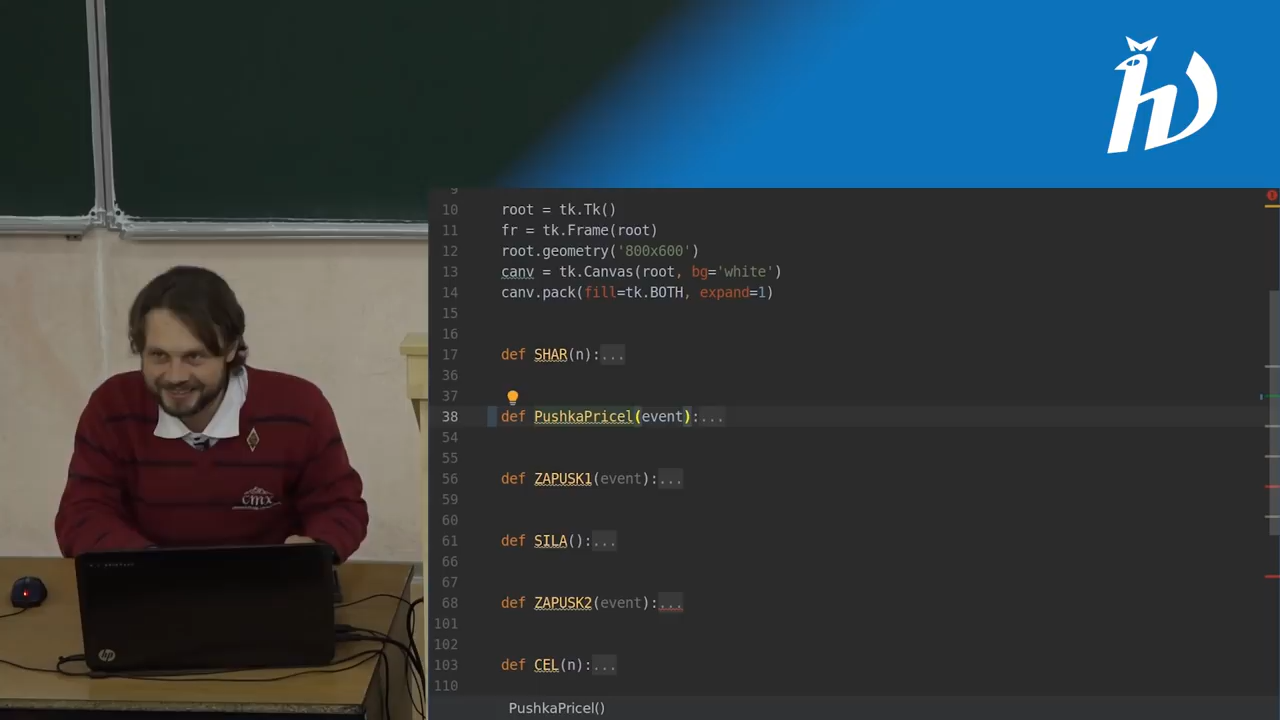 9
10 root = tk.Tk()
11 fr = tk.Frame(root)
12 root.geometry('800x600')
13 canv = tk.Canvas(root, bg='white')
14 canv.pack(fill=tk.BOTH, expand=1)
15
16
17 def SHAR(n):...
36
37
38 def PushkaPricel(event):...
54
55
56 def ZAPUSK1(event):...
59
60
61 def SILA():...
66
67
68 def ZAPUSK2(event):...
101
102
103 def CEL(n):...
110
PushkaPricel()
hp